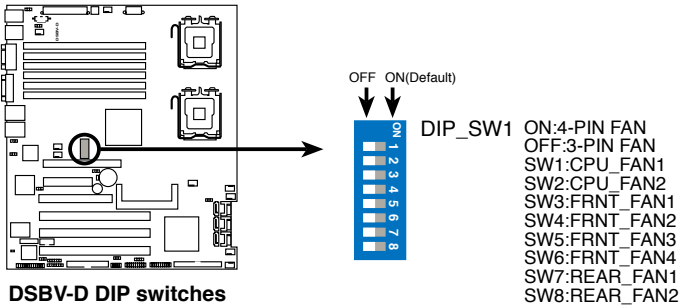 DSBV-D
OFF ON(Default)
ON
1
2
3
4
5
6
7
8
DIP_SW1
ON:4-PIN FAN
OFF:3-PIN FAN
SW1:CPU_FAN1
SW2:CPU_FAN2
SW3:FRNT_FAN1
SW4:FRNT_FAN2
SW5:FRNT_FAN3
SW6:FRNT_FAN4
SW7:REAR_FAN1
SW8:REAR_FAN2
DSBV-D DIP switches